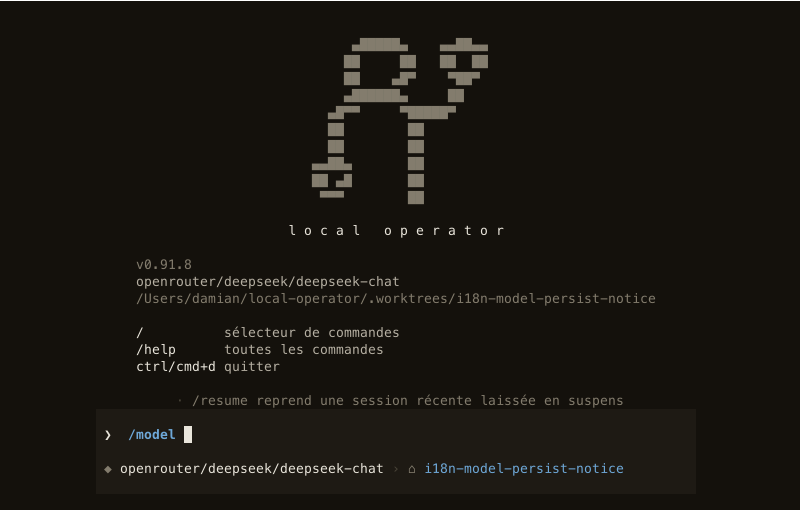 local operator
v0.91.8
openrouter/deepseek/deepseek-chat
/Users/damian/local-operator/.worktrees/i18n-model-persist-notice
/ sélecteur de commandes
/help toutes les commandes
ctrl/cmd+d quitter
· /resume reprend une session récente laissée en suspens
❯ /model
◆ openrouter/deepseek/deepseek-chat › ⌂ i18n-model-persist-notice